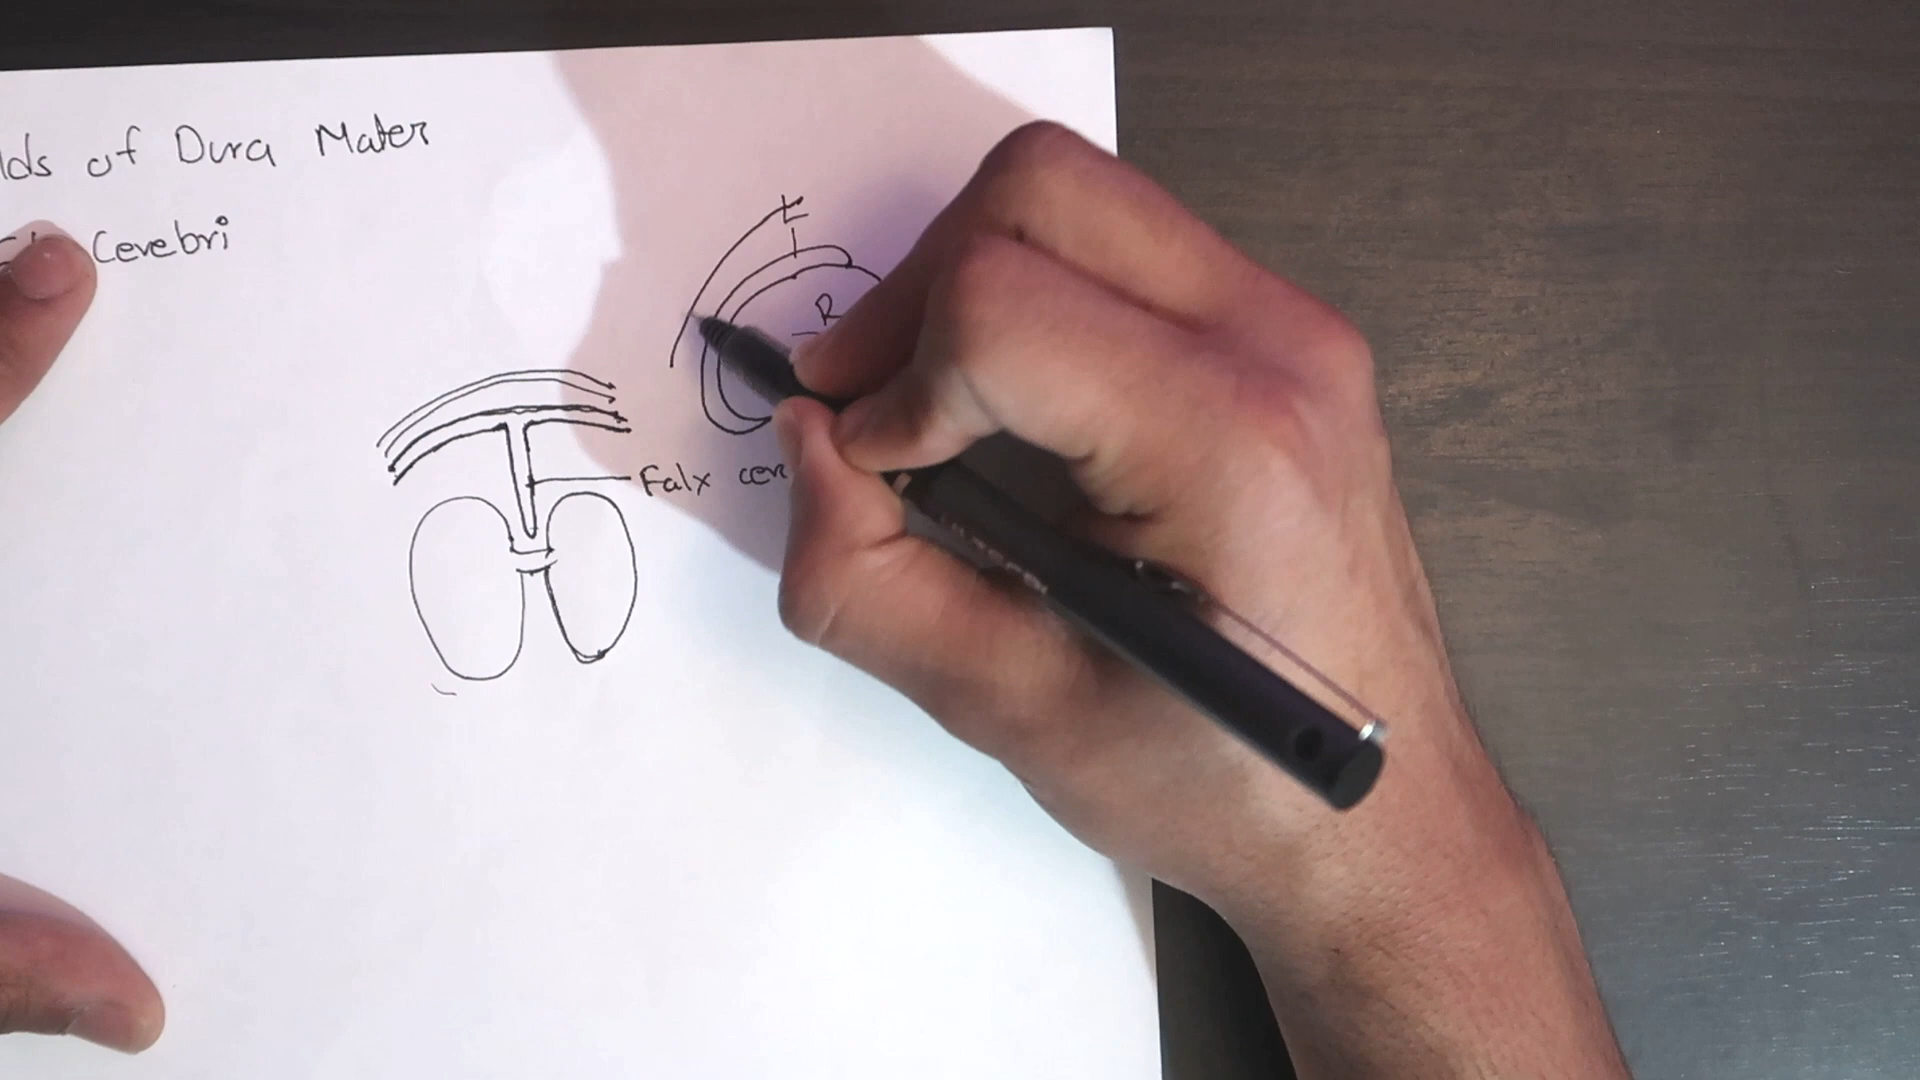 lds of Dura Mater
Cerebri
R
Falx cer